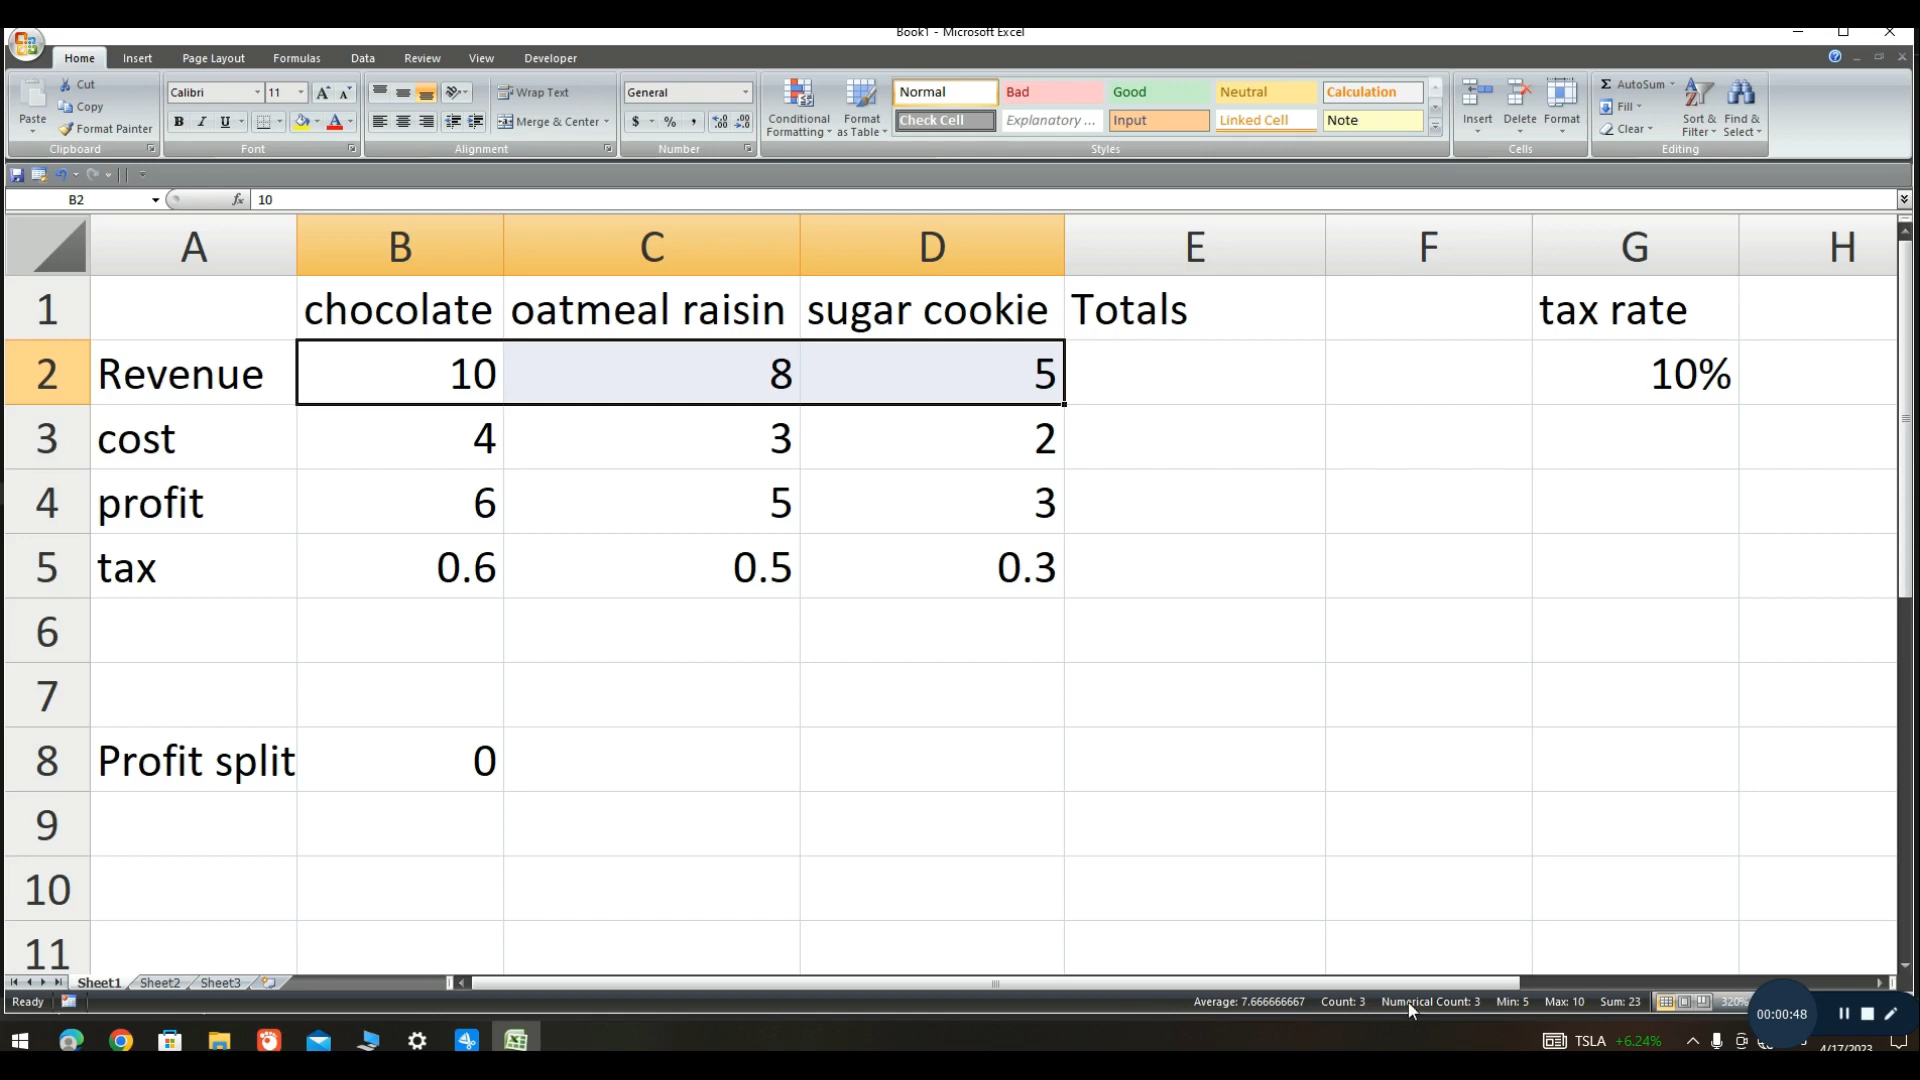 Book1 - Microsoft Excel
Home Insert Page Layout Formulas Data Review View Developer
Paste
Cut
Copy
Format Painter
Clipboard
Calibri 11
B I U
Font
Wrap Text
Merge & Center
Alignment
General
$ % ,
Number
Conditional Formatting
Format as Table
Normal Bad Good Neutral Calculation
Check Cell Explanatory ... Input Linked Cell Note
Styles
Insert Delete Format
Cells
Σ AutoSum
Fill
Clear
Sort & Filter
Find & Select
Editing
B2 fx 10
A B C D E F G H
1 chocolate oatmeal raisin sugar cookie Totals tax rate
2 Revenue 10 8 5 10%
3 cost 4 3 2
4 profit 6 5 3
5 tax 0.6 0.5 0.3
6
7
8 Profit split 0
9
10
11
Sheet1 Sheet2 Sheet3
Ready Average: 7.666666667 Count: 3 Numerical Count: 3 Min: 5 Max: 10 Sum: 23 320%
00:00:48
TSLA +6.24%
4/17/2023